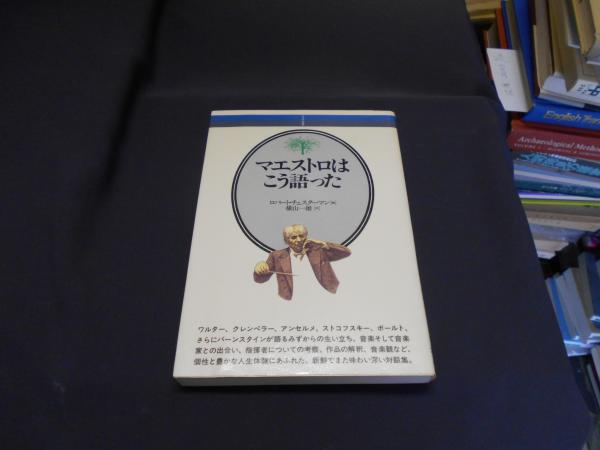 マエストロは
こう語った
ロバート・チェスターマン編
横山一雄訳
ワルター、クレンペラー、アンセルメ、ストコフスキー、ボールト、
さらにバーンスタインが語るみずからの生い立ち、音楽そして音楽
家との出合い、指揮者についての考察、作品の解釈、音楽観など、
個性と豊かな人生体験にあふれた、新鮮でまた味わい深い対話集。
English
Archaeological Method